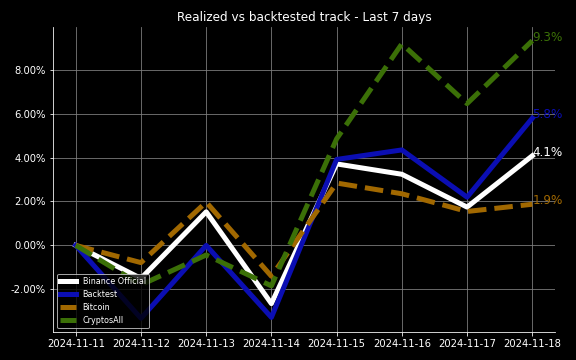 Realized vs backtested track - Last 7 days
9.3%
8.00%
6.00%
5.8%
4.00%
4.1%
2.00%
1.9%
0.00%
-2.00%
Binance Official
Backtest
Bitcoin
CryptosAll
2024-11-11 2024-11-12 2024-11-13 2024-11-14 2024-11-15 2024-11-16 2024-11-17 2024-11-18